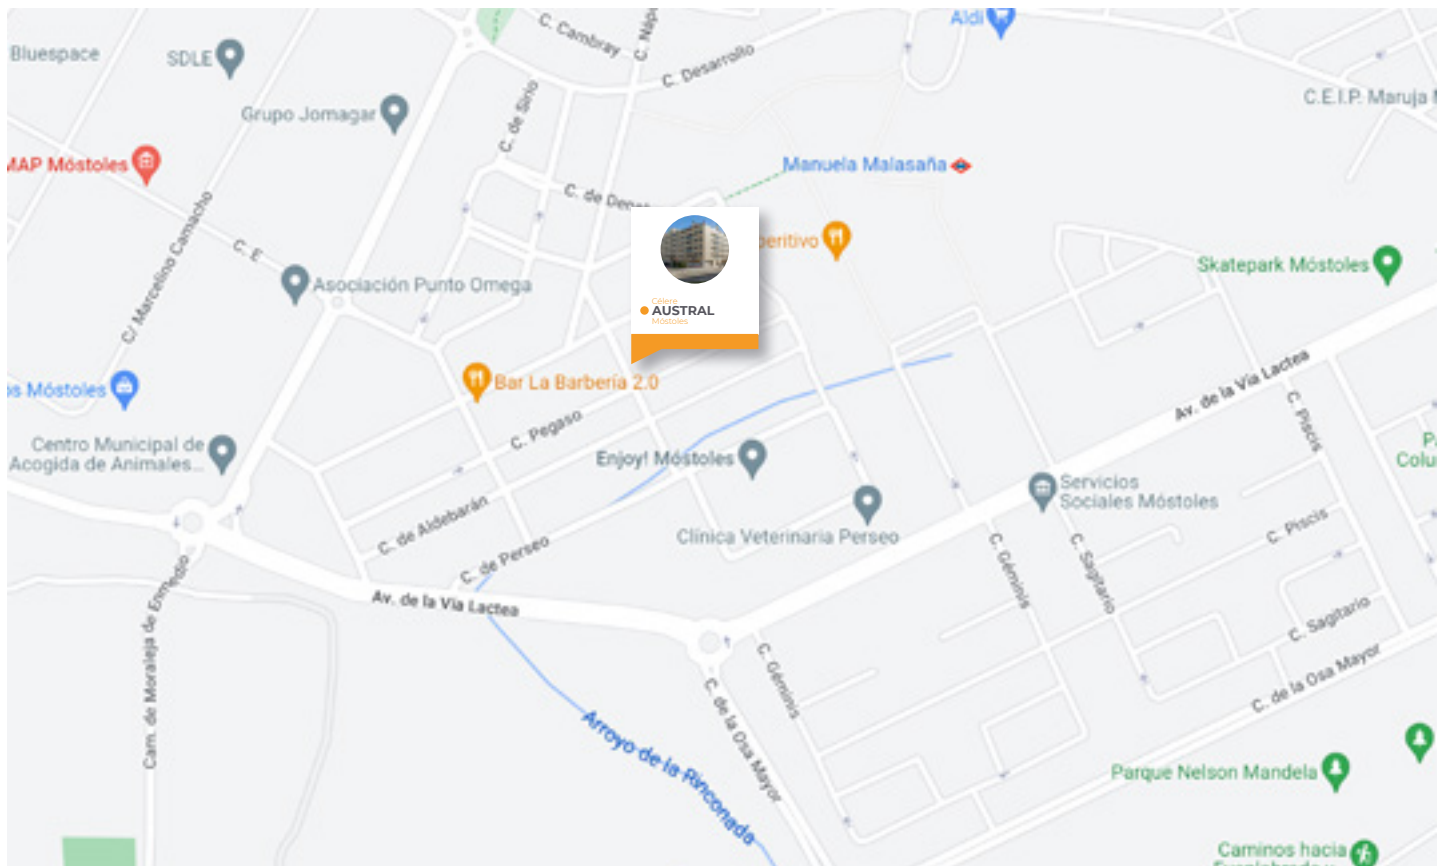 Aldi
C. Cambray
C. Desarrollo
Bluespace
SDLE
C. de Sirio
C.E.I.P. Maruja
Grupo Jomagar
MAP Móstoles
Manuela Malasaña
C. de
C/ Marcelino Camacho
C. E
Asociación Punto Omega
Célere
AUSTRAL
Móstoles
Skatepark Móstoles
Av. de la Vía Lactea
Móstoles
Bar La Barbería 2.0
C. Pegaso
C. Piscis
Centro Municipal de
Acogida de Animales...
Enjoy! Móstoles
Servicios
Sociales Móstoles
C. de Aldebarán
Clínica Veterinaria Perseo
C. Piscis
C. de Perseo
C. Géminis
C. Sagitario
Av. de la Vía Lactea
Cam. de Moraleja de Enmedio
C. Sagitario
C. Géminis
C. de la Osa Mayor
C. de la Osa Mayor
Arroyo de la Rinconada
Parque Nelson Mandela
Caminos hacia